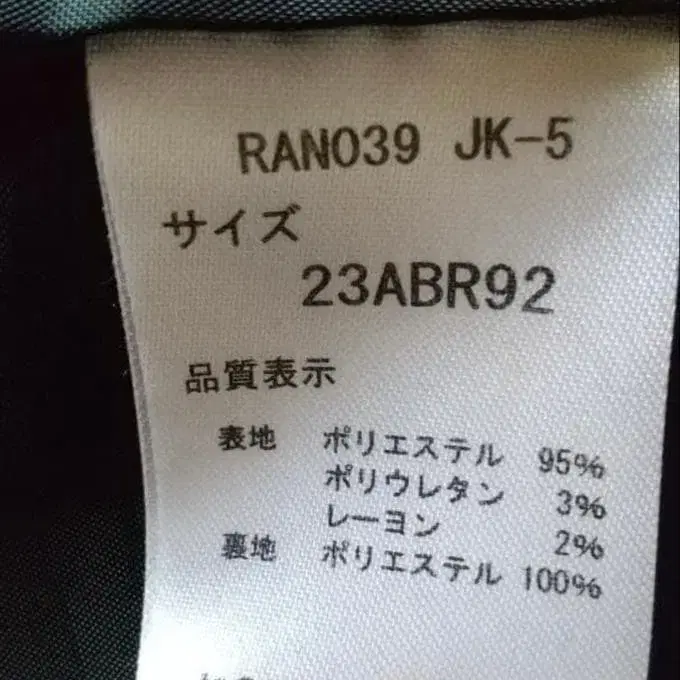 RAN039 JK-5
サイズ
23ABR92
品質表示
表地 ポリエステル 95%
ポリウレタン 3%
レーヨン 2%
裏地 ポリエステル 100%